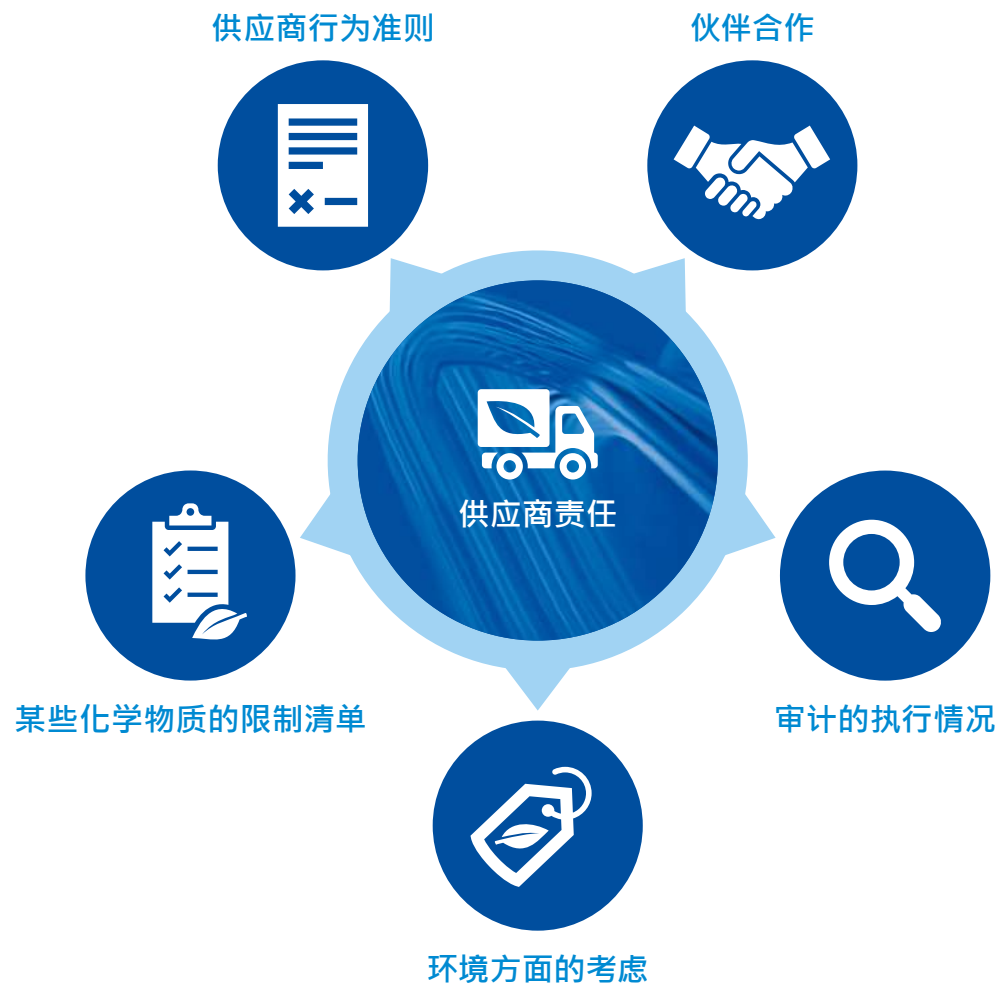 供应商行为准则
伙伴合作
供应商责任
某些化学物质的限制清单
审计的执行情况
环境方面的考虑